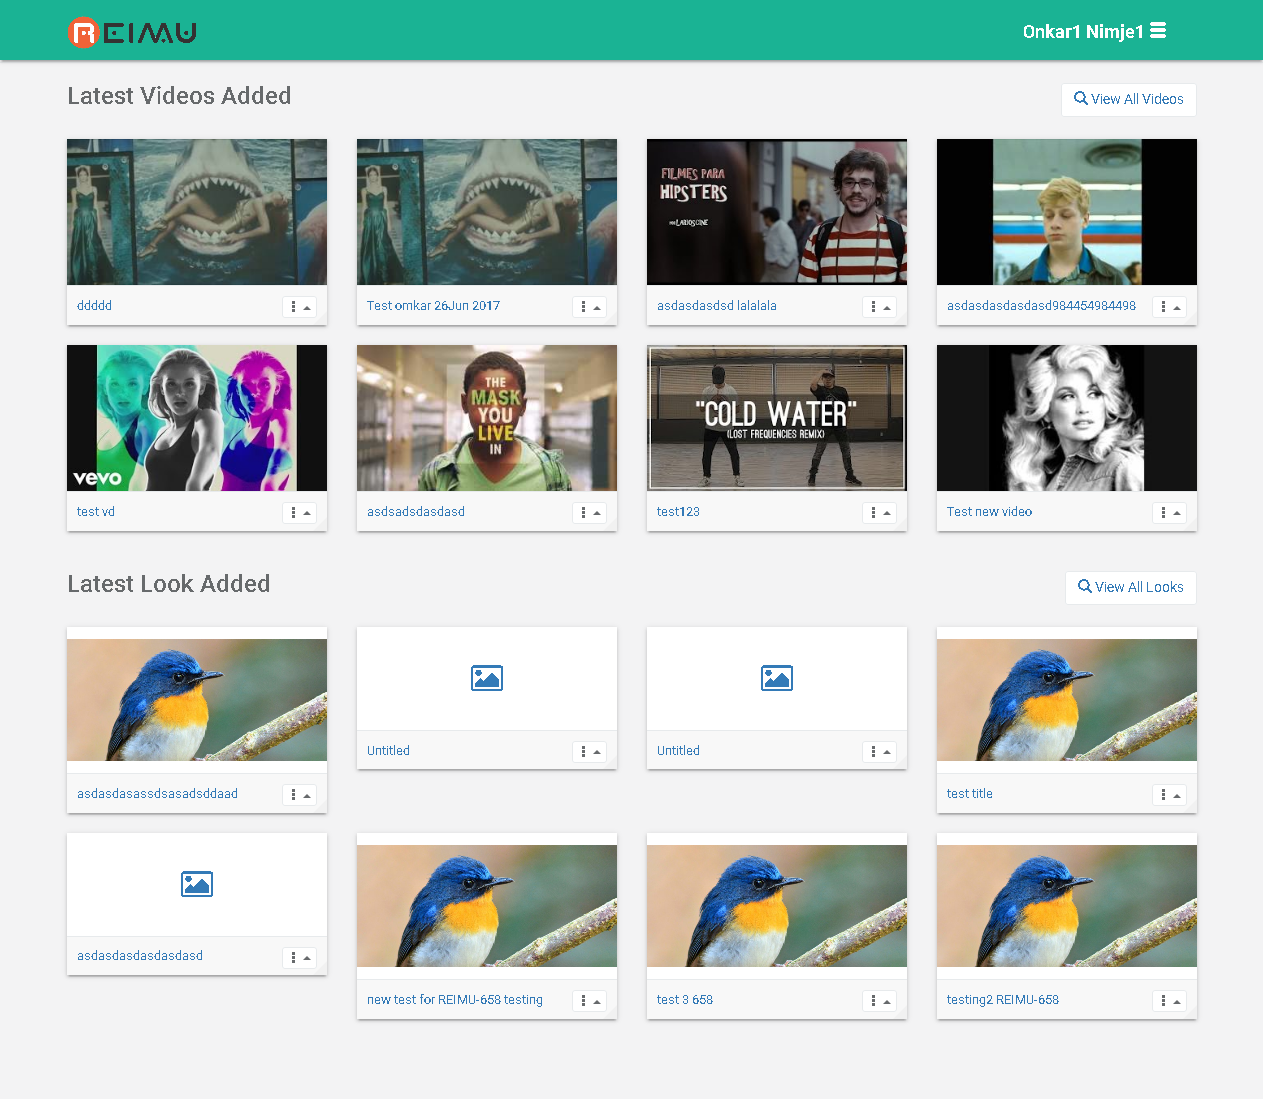 REIMU
Onkar1 Nimje1
Latest Videos Added
View All Videos
FILMES PARA
HIPSTERS
POR LARIOSCINE
ddddd
Test omkar 26Jun 2017
asdasdasdsd lalalala
asdasdasdasdasd984454984498
vevo
THE
MASK
YOU
LIVE
IN
"COLD WATER"
(LOST FREQUENCIES REMIX)
test vd
asdsadsdasdasd
test123
Test new video
Latest Look Added
View All Looks
asdasdasassdsasadsddaad
Untitled
Untitled
test title
asdasdasdasdasdasd
new test for REIMU-658 testing
test 3 658
testing2 REIMU-658